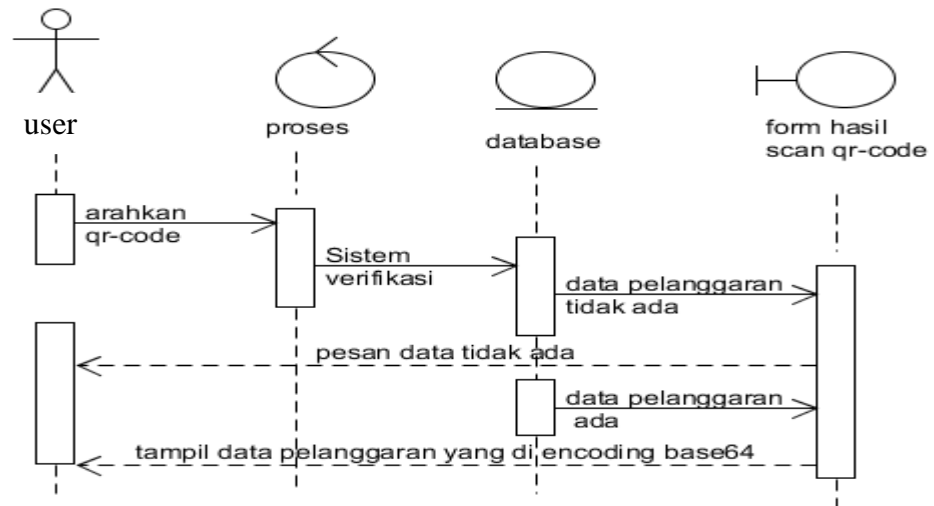 user
proses
database
form hasil
scan qr-code
arahkan
qr-code
Sistem
verifikasi
data pelanggaran
tidak ada
pesan data tidak ada
data pelanggaran
ada
tampil data pelanggaran yang di encoding base64